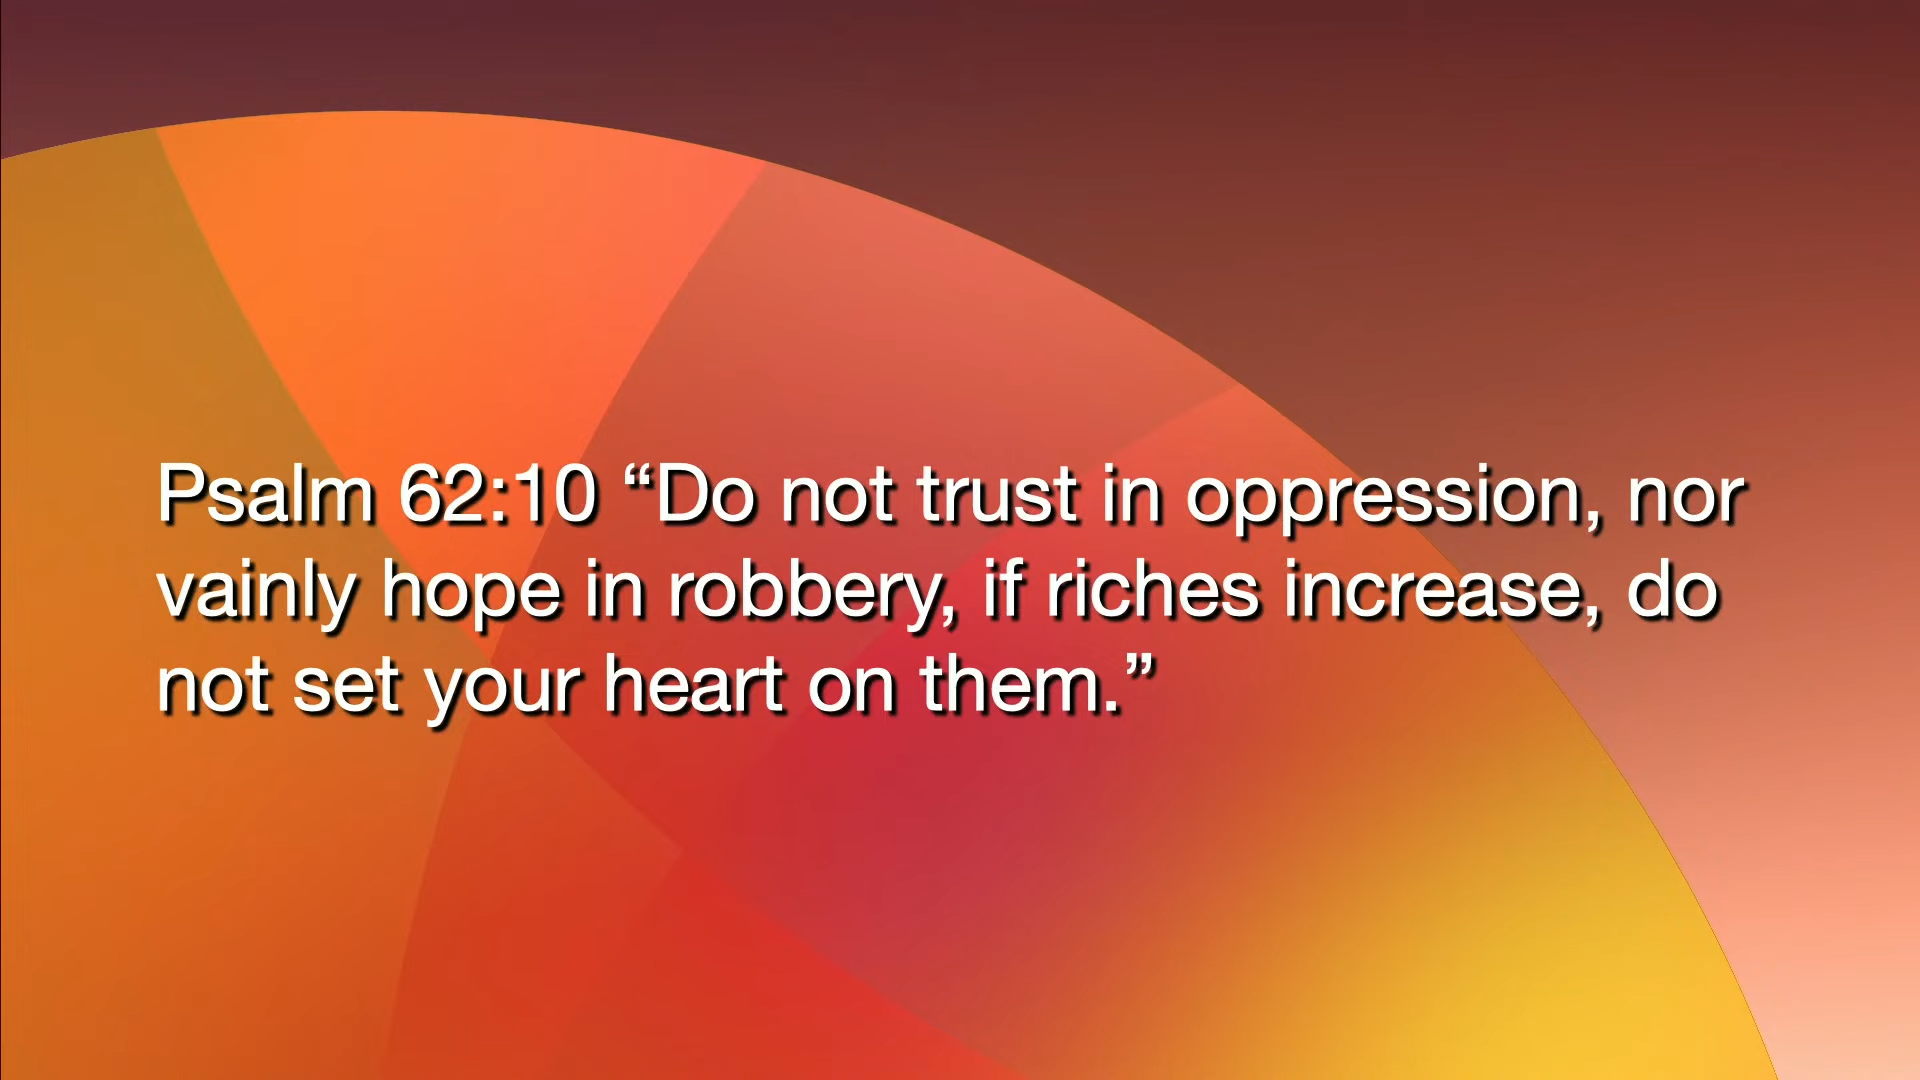 Psalm 62:10 “Do not trust in oppression, nor
vainly hope in robbery, if riches increase, do
not set your heart on them.”